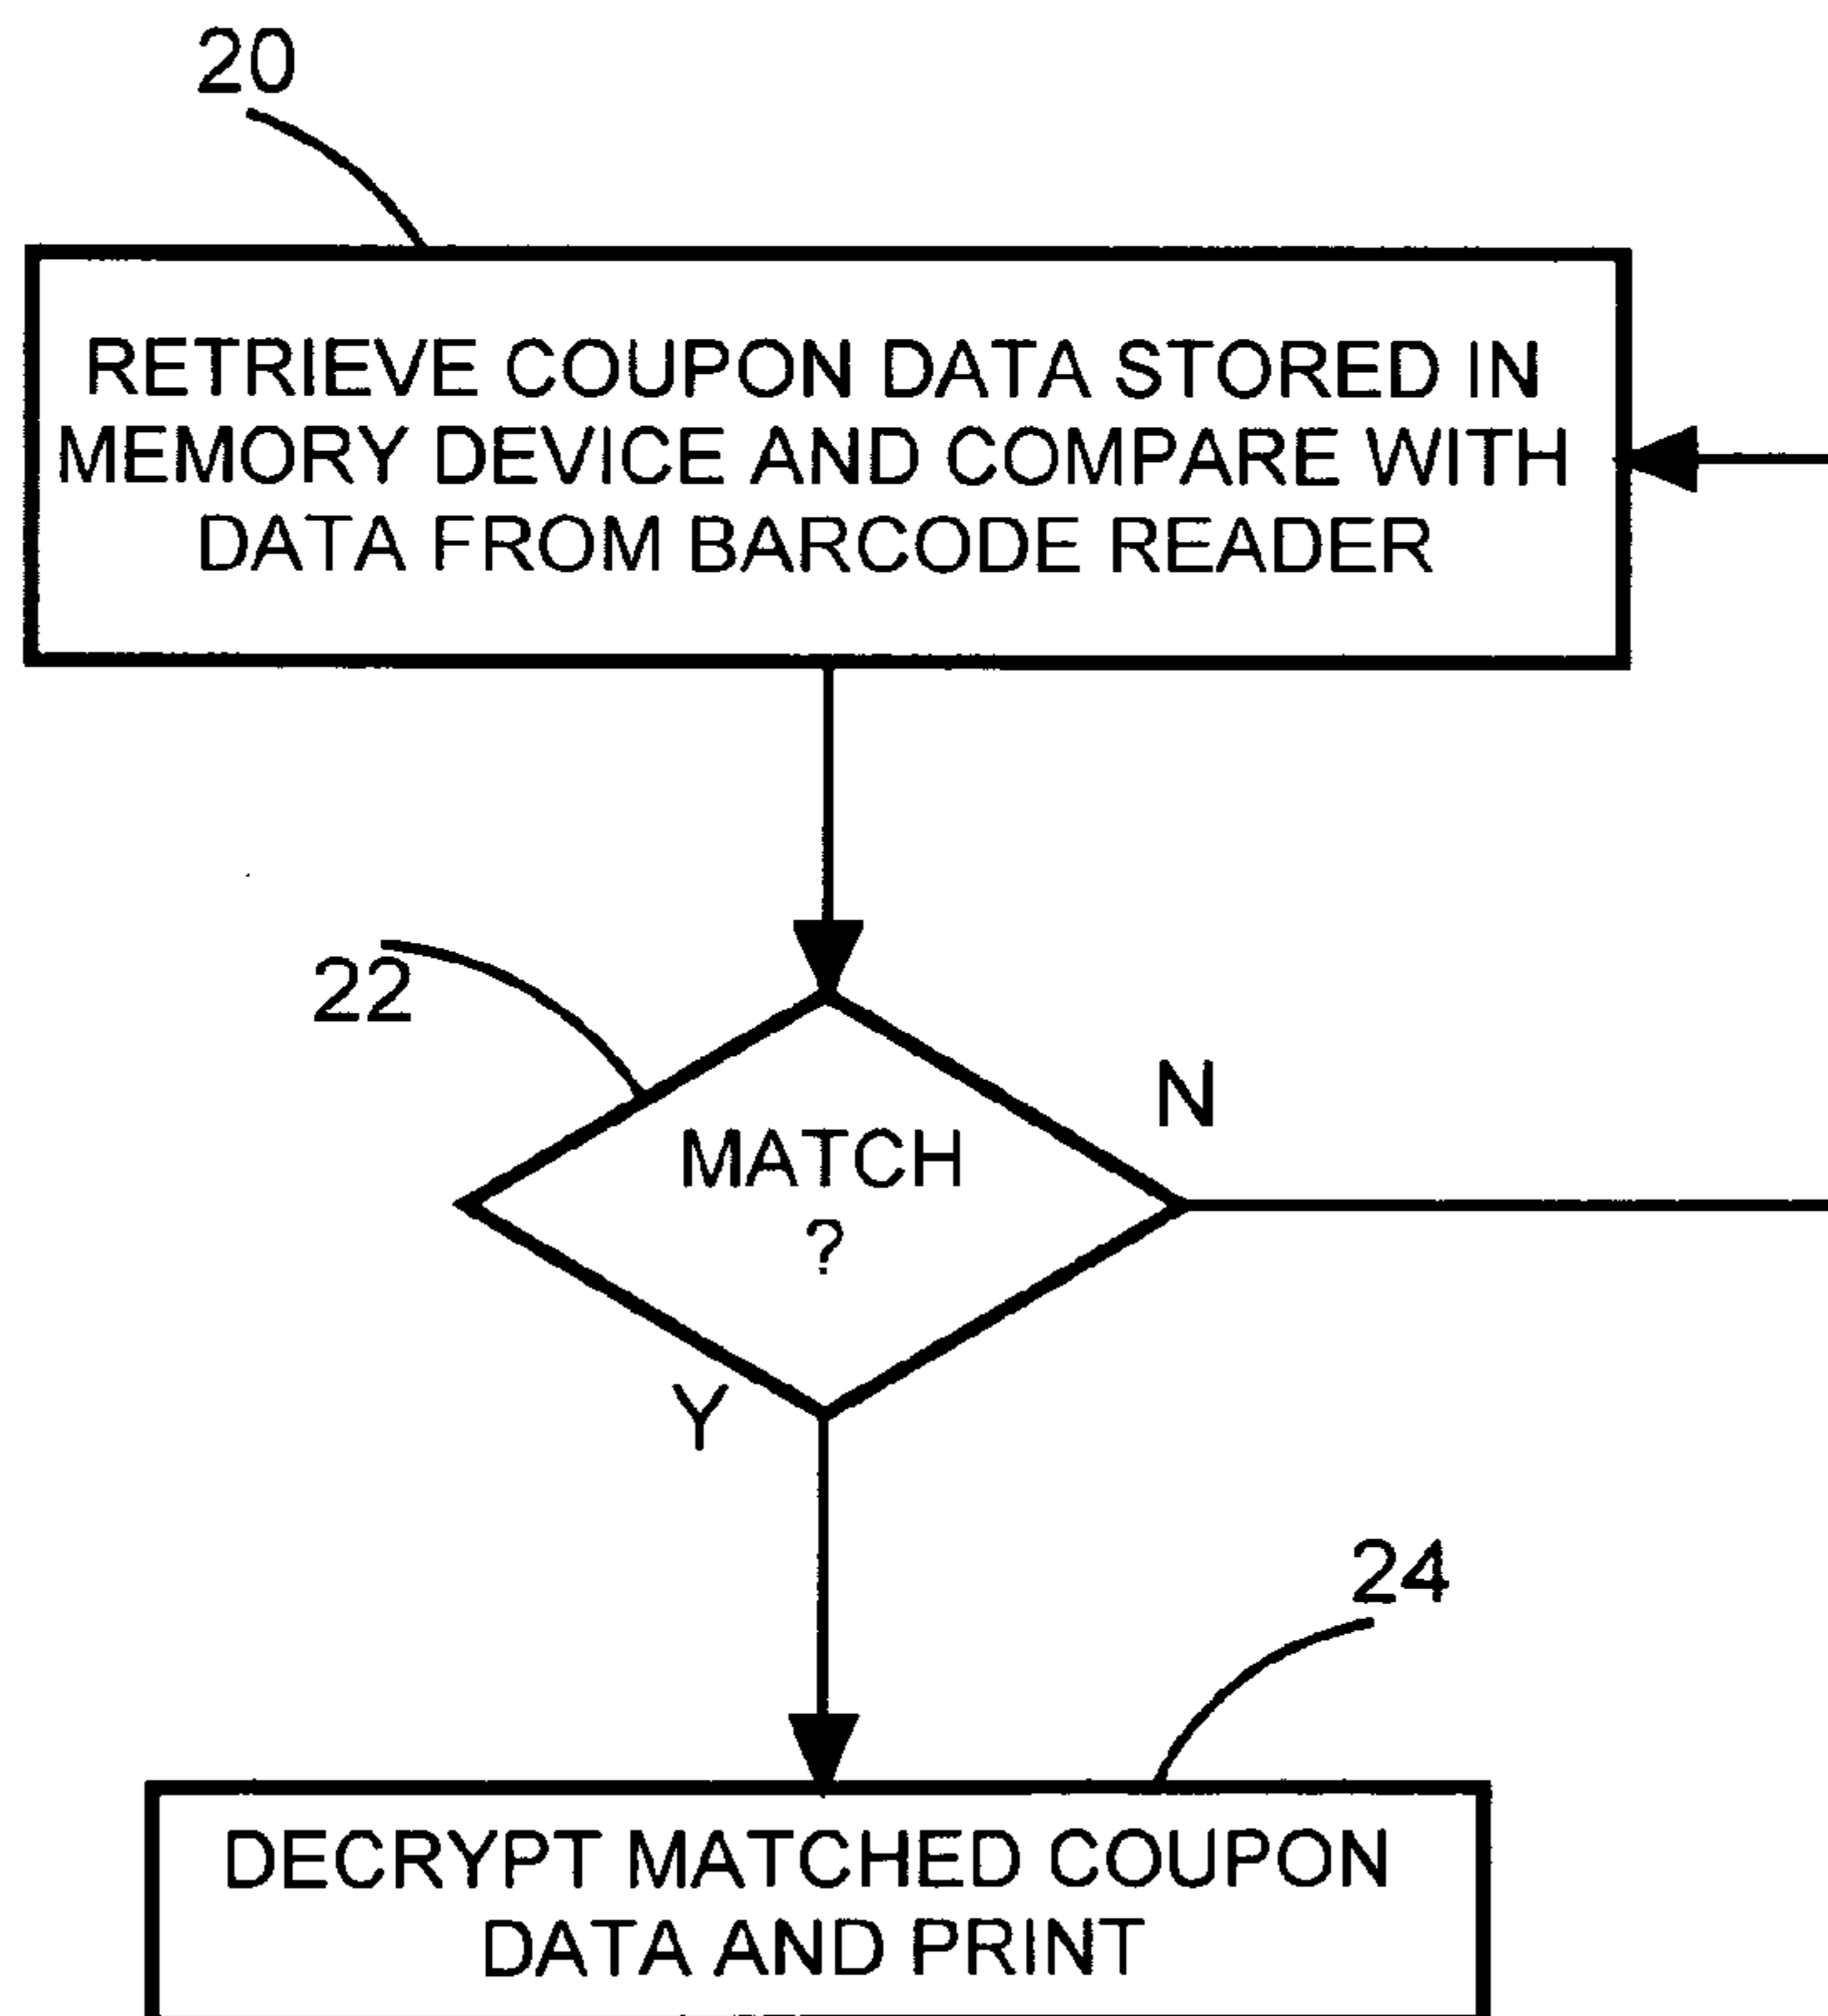 20
RETRIEVE COUPON DATA STORED IN
MEMORY DEVICE AND COMPARE WITH
DATA FROM BARCODE READER
22
N
MATCH
?
Y
24
DECRYPT MATCHED COUPON
DATA AND PRINT